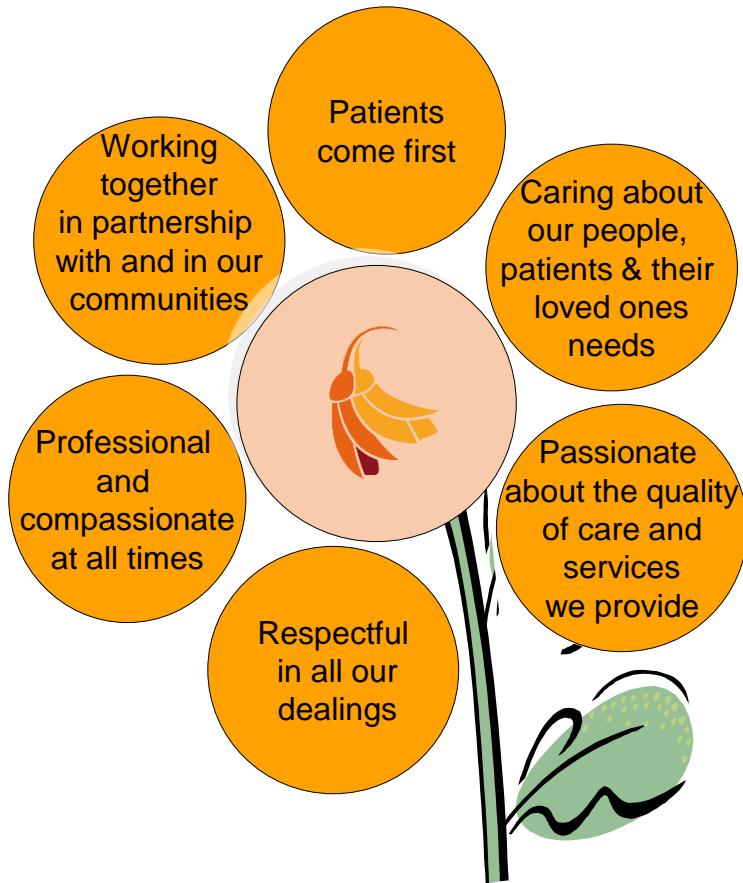 Patients
come first
Working
together
in partnership
with and in our
communities
Caring about
our people,
patients & their
loved ones
needs
Professional
and
compassionate
at all times
Passionate
about the quality
of care and
services
we provide
Respectful
in all our
dealings